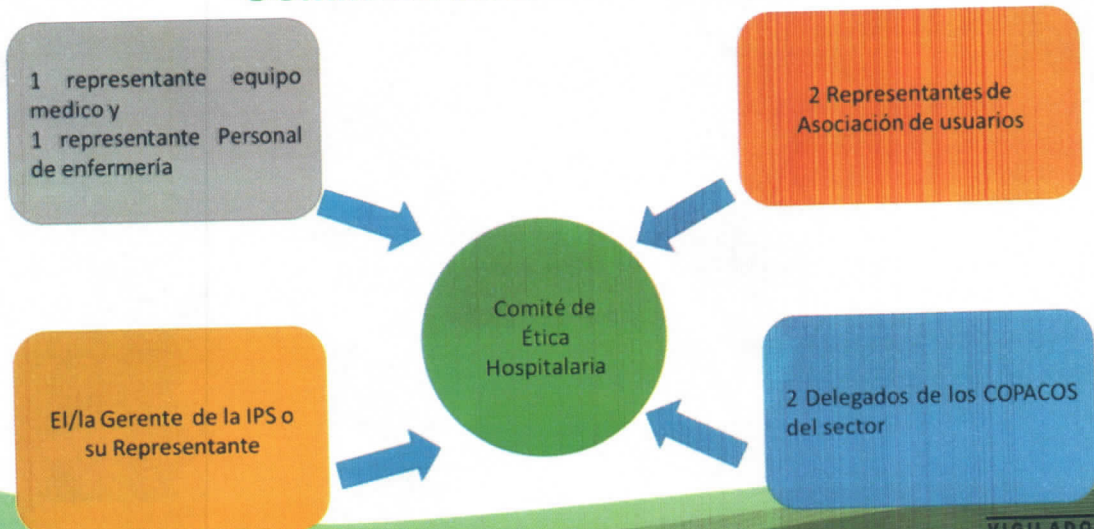 1 representante equipo
medico y
1 representante Personal
de enfermería
2 Representantes de
Asociación de usuarios
Comité de
Ética
Hospitalaria
El/la Gerente de la IPS o
su Representante
2 Delegados de los COPACOS
del sector